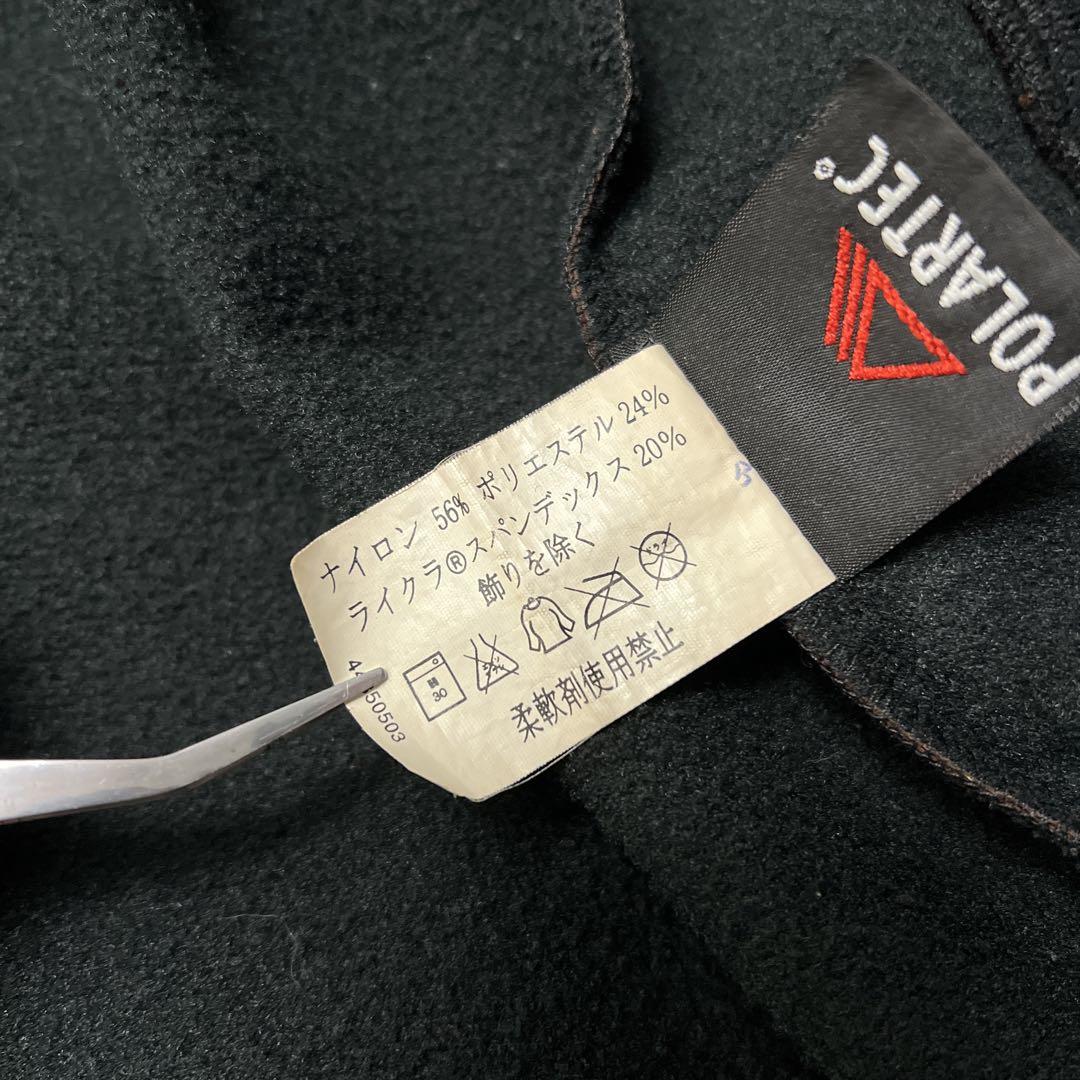 POLARTEC®
ナイロン 56% ポリエステル 24%
ライクラ®スパンデックス 20%
飾りを除く
30
柔軟剤使用禁止
50503